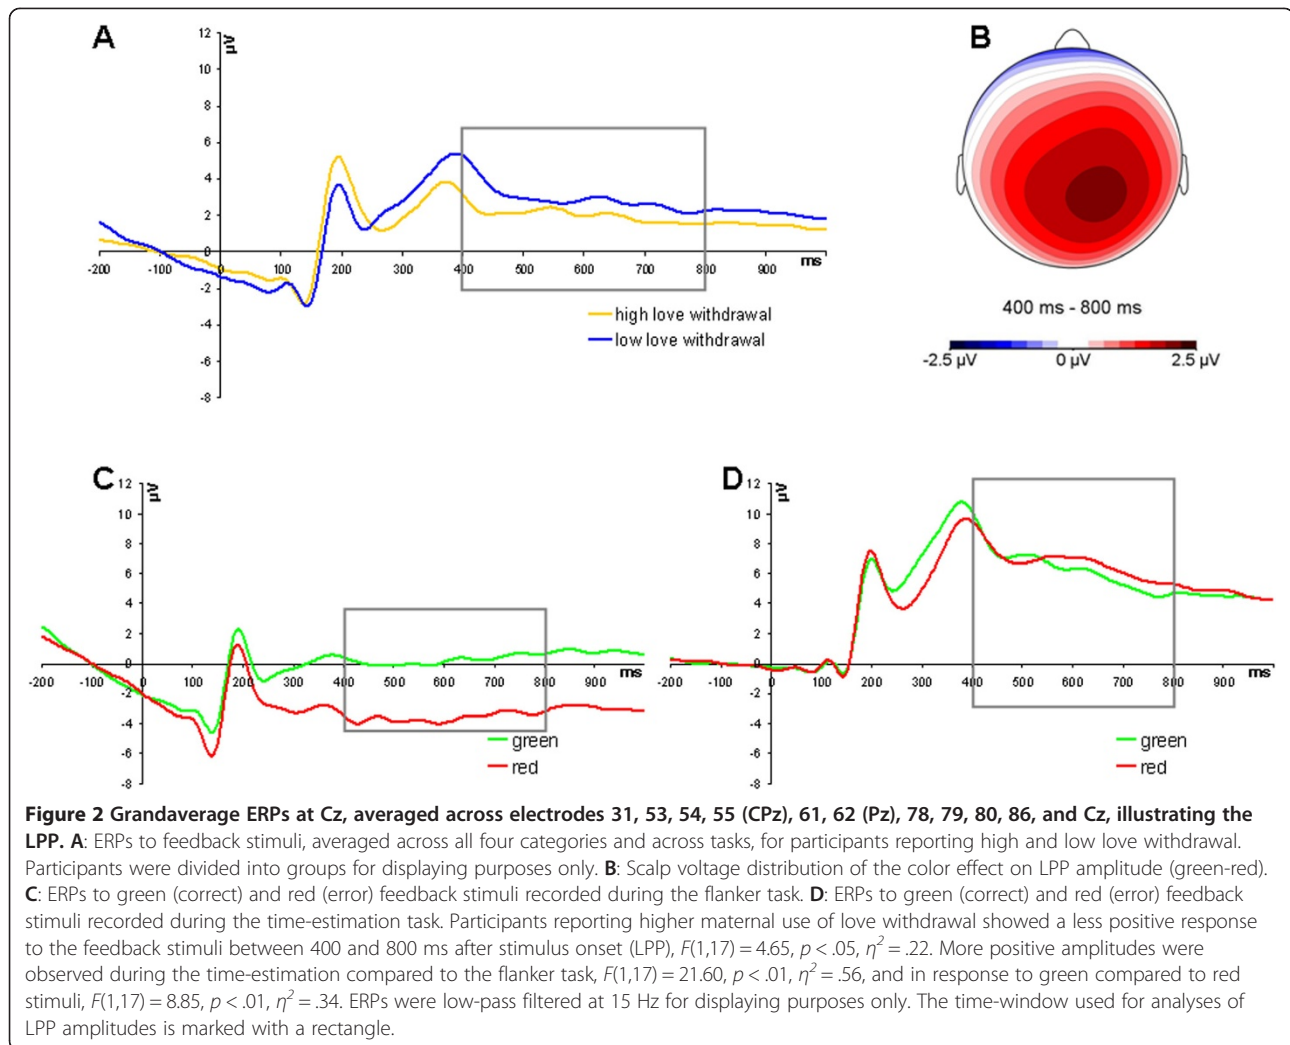 A
B
µV
12
10
8
6
4
2
0
-2
-4
-6
-8
-200 -100 0 100 200 300 400 500 600 700 800 900
ms
high love withdrawal
low love withdrawal
400 ms - 800 ms
-2.5 µV 0 µV 2.5 µV
C
µV
12
10
8
6
4
2
0
-2
-4
-6
-8
-200 -100 0 100 200 300 400 500 600 700 800 900
ms
green
red
D
µV
12
10
8
6
4
2
0
-2
-4
-6
-8
-200 -100 0 100 200 300 400 500 600 700 800 900
ms
green
red
Figure 2 Grandaverage ERPs at Cz, averaged across electrodes 31, 53, 54, 55 (CPz), 61, 62 (Pz), 78, 79, 80, 86, and Cz, illustrating the
LPP. A: ERPs to feedback stimuli, averaged across all four categories and across tasks, for participants reporting high and low love withdrawal.
Participants were divided into groups for displaying purposes only. B: Scalp voltage distribution of the color effect on LPP amplitude (green-red).
C: ERPs to green (correct) and red (error) feedback stimuli recorded during the flanker task. D: ERPs to green (correct) and red (error) feedback
stimuli recorded during the time-estimation task. Participants reporting higher maternal use of love withdrawal showed a less positive response
to the feedback stimuli between 400 and 800 ms after stimulus onset (LPP), F(1,17) = 4.65, p < .05, η² = .22. More positive amplitudes were
observed during the time-estimation compared to the flanker task, F(1,17) = 21.60, p < .01, η² = .56, and in response to green compared to red
stimuli, F(1,17) = 8.85, p < .01, η² = .34. ERPs were low-pass filtered at 15 Hz for displaying purposes only. The time-window used for analyses of
LPP amplitudes is marked with a rectangle.